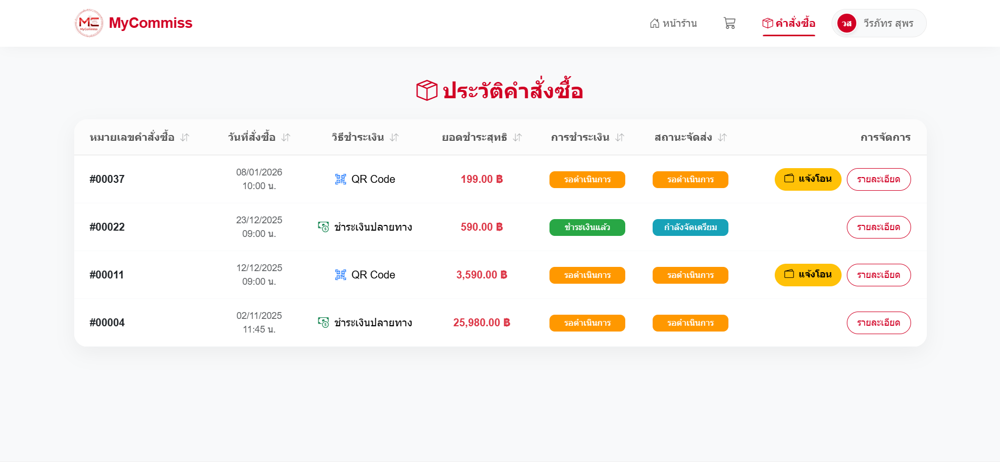 MyCommiss
หน้าร้าน
คำสั่งซื้อ
วส
วีรภัทร สุพร
ประวัติคำสั่งซื้อ
หมายเลขคำสั่งซื้อ วันที่สั่งซื้อ วิธีชำระเงิน ยอดชำระสุทธิ การชำระเงิน สถานะจัดส่ง การจัดการ
#00037 08/01/2026 10:00 น. QR Code 199.00 ฿ รอดำเนินการ รอดำเนินการ แจ้งโอน รายละเอียด
#00022 23/12/2025 09:00 น. ชำระเงินปลายทาง 590.00 ฿ ชำระเงินแล้ว กำลังจัดเตรียม รายละเอียด
#00011 12/12/2025 09:00 น. QR Code 3,590.00 ฿ รอดำเนินการ รอดำเนินการ แจ้งโอน รายละเอียด
#00004 02/11/2025 11:45 น. ชำระเงินปลายทาง 25,980.00 ฿ รอดำเนินการ รอดำเนินการ รายละเอียด